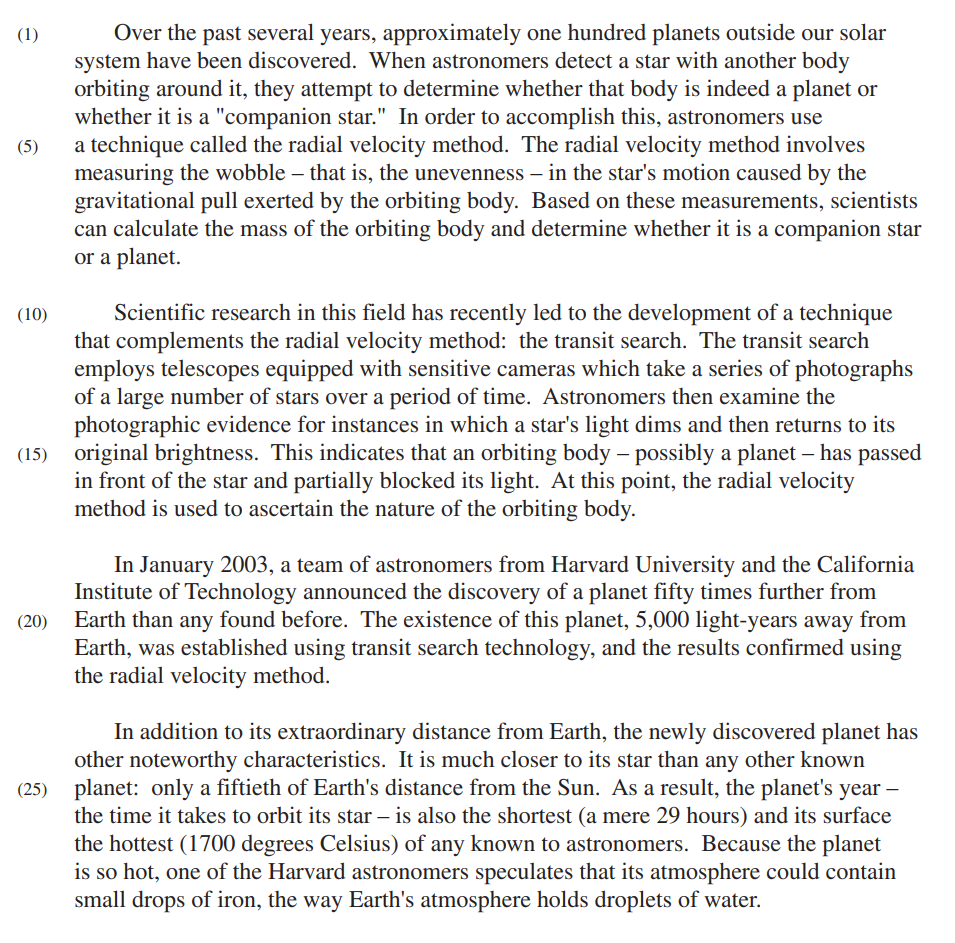 (1) Over the past several years, approximately one hundred planets outside our solar
system have been discovered. When astronomers detect a star with another body
orbiting around it, they attempt to determine whether that body is indeed a planet or
whether it is a "companion star." In order to accomplish this, astronomers use
(5) a technique called the radial velocity method. The radial velocity method involves
measuring the wobble – that is, the unevenness – in the star's motion caused by the
gravitational pull exerted by the orbiting body. Based on these measurements, scientists
can calculate the mass of the orbiting body and determine whether it is a companion star
or a planet.
(10) Scientific research in this field has recently led to the development of a technique
that complements the radial velocity method: the transit search. The transit search
employs telescopes equipped with sensitive cameras which take a series of photographs
of a large number of stars over a period of time. Astronomers then examine the
photographic evidence for instances in which a star's light dims and then returns to its
(15) original brightness. This indicates that an orbiting body – possibly a planet – has passed
in front of the star and partially blocked its light. At this point, the radial velocity
method is used to ascertain the nature of the orbiting body.
In January 2003, a team of astronomers from Harvard University and the California
Institute of Technology announced the discovery of a planet fifty times further from
(20) Earth than any found before. The existence of this planet, 5,000 light-years away from
Earth, was established using transit search technology, and the results confirmed using
the radial velocity method.
In addition to its extraordinary distance from Earth, the newly discovered planet has
other noteworthy characteristics. It is much closer to its star than any other known
(25) planet: only a fiftieth of Earth's distance from the Sun. As a result, the planet's year –
the time it takes to orbit its star – is also the shortest (a mere 29 hours) and its surface
the hottest (1700 degrees Celsius) of any known to astronomers. Because the planet
is so hot, one of the Harvard astronomers speculates that its atmosphere could contain
small drops of iron, the way Earth's atmosphere holds droplets of water.